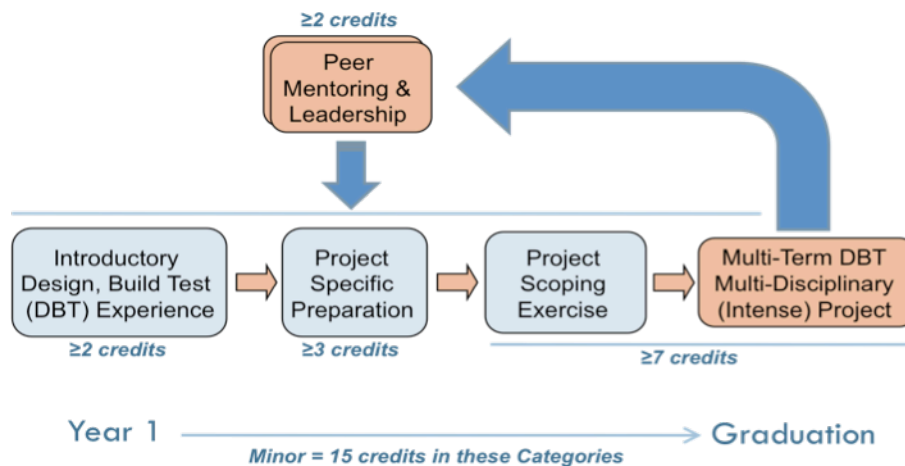 ≥2 credits
Peer
Mentoring &
Leadership
Introductory
Design, Build Test
(DBT) Experience
≥2 credits
Project
Specific
Preparation
≥3 credits
Project
Scoping
Exercise
Multi-Term DBT
Multi-Disciplinary
(Intense) Project
≥7 credits
Year 1
Graduation
Minor = 15 credits in these Categories